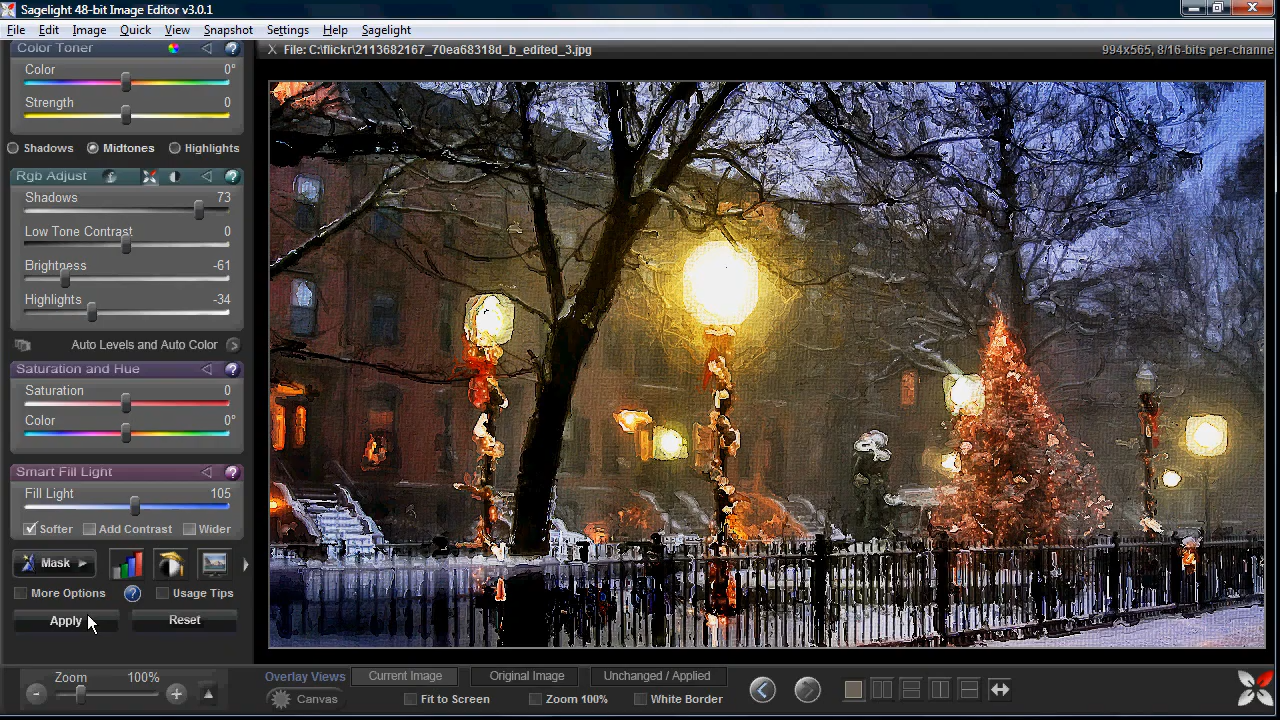 Sagelight 48-bit Image Editor v3.0.1
File Edit Image Quick View Snapshot Settings Help Sagelight
Color Toner ?
X File: C:\flickr\2113682167_70ea68318d_b_edited_3.jpg 994x565, 8/16-bits per-channe
Color 0°
Strength 0
Shadows Midtones Highlights
Rgb Adjust ?
Shadows 73
Low Tone Contrast 0
Brightness -61
Highlights -34
Auto Levels and Auto Color >
Saturation and Hue ?
Saturation 0
Color 0°
Smart Fill Light ?
Fill Light 105
Softer Add Contrast Wider
Mask
More Options ? Usage Tips
Apply Reset
Zoom 100%
Overlay Views Current Image Original Image Unchanged / Applied
Canvas Fit to Screen Zoom 100% White Border